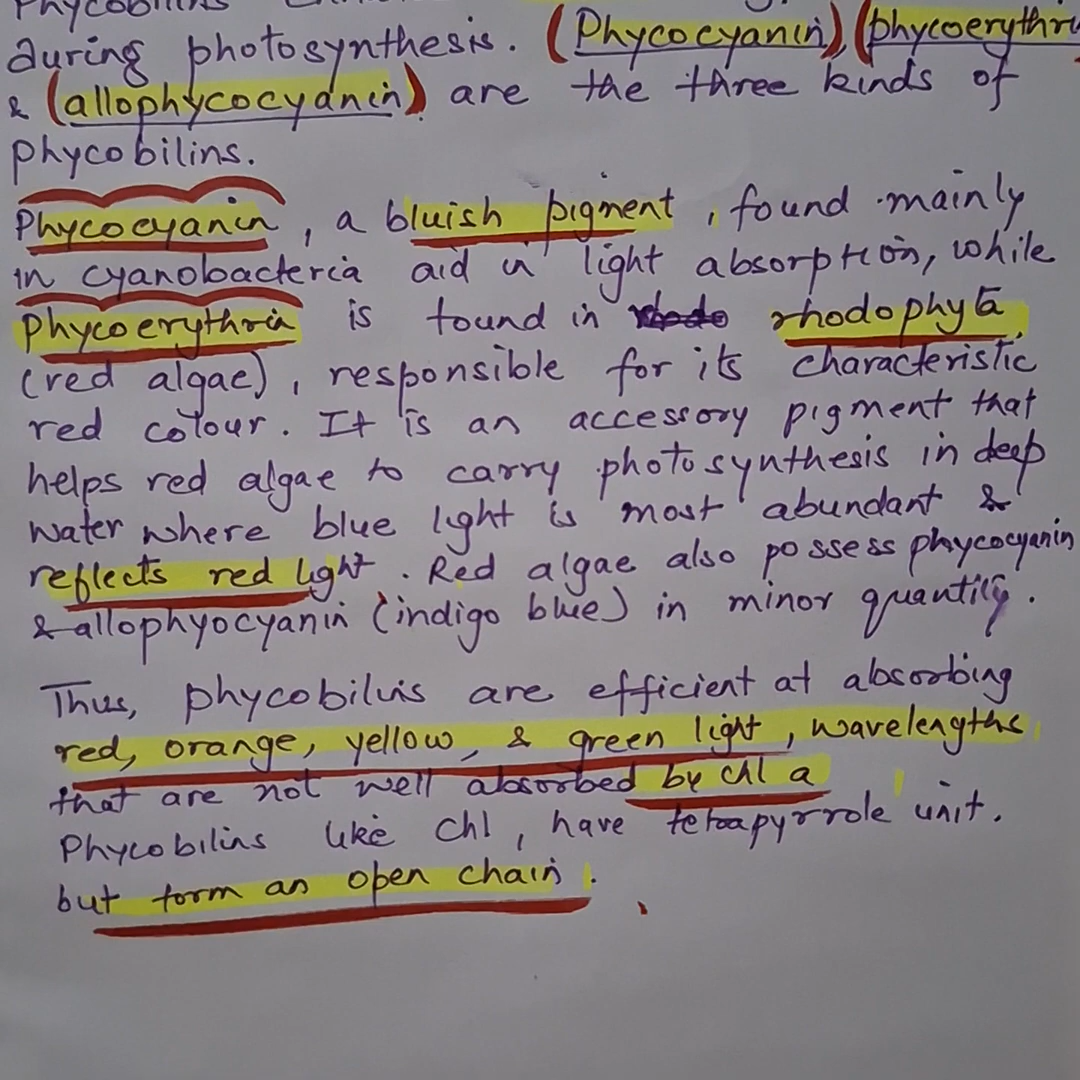 Phycobilins
during photosynthesis. (Phycocyanin), (phycoerythri
& (allophycocyanin) are the three kinds of
phycobilins.
Phycocyanin, a bluish pigment, found mainly
in cyanobacteria aid in light absorption, while
phycoerythrin is found in rhodophyta
(red algae), responsible for its characteristic
red colour. It is an accessory pigment that
helps red algae to carry photosynthesis in deep
water where blue light is most abundant &
reflects red light. Red algae also possess phycocyanin
& allophyocyanin (indigo blue) in minor quantity.
Thus, phycobilins are efficient at absorbing
red, orange, yellow, & green light, wavelengths
that are not well absorbed by chl a
Phycobilins like chl, have tetrapyrrole unit.
but form an open chain.